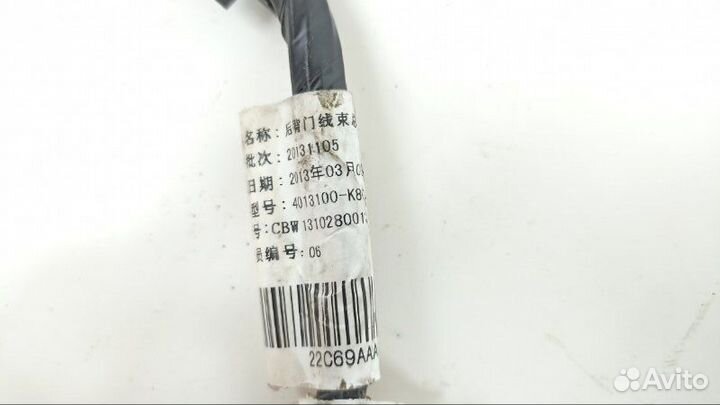 名称：后背门线束总
批次：20131105
日期：2013年03月0
型号：4013100-K8
号：CBW131028001
员编号：06
22C69AAA
Avito